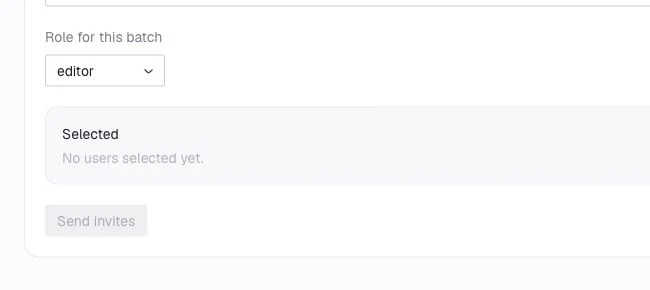 Role for this batch
editor
Selected
No users selected yet.
Send invites